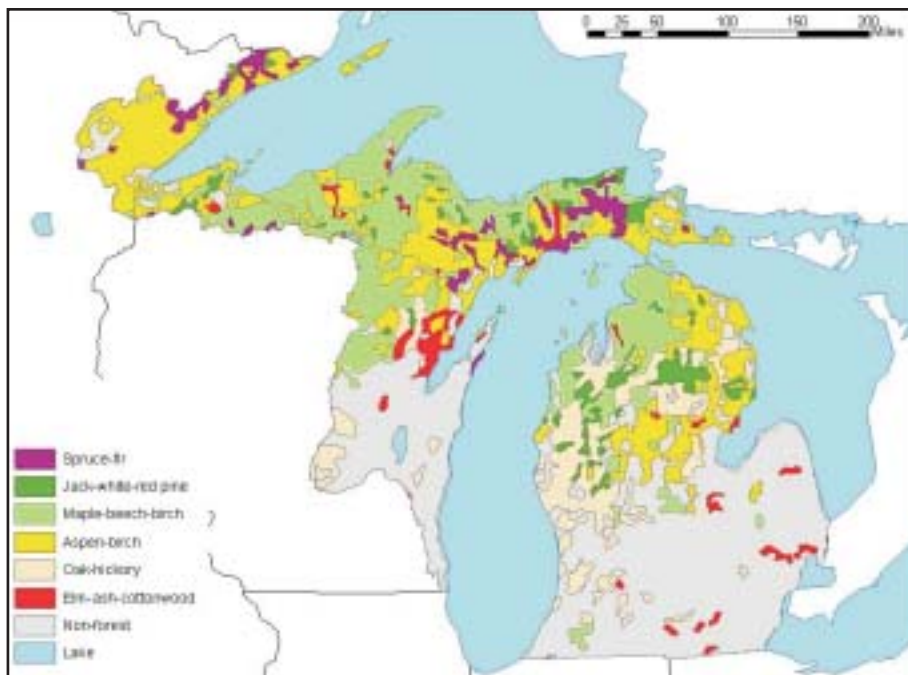 0 25 50 100 150 200
Miles
Spruce-fir
Jack-white-red pine
Maple-beech-birch
Aspen-birch
Oak-hickory
Elm-ash-cottonwood
Non-forest
Lake